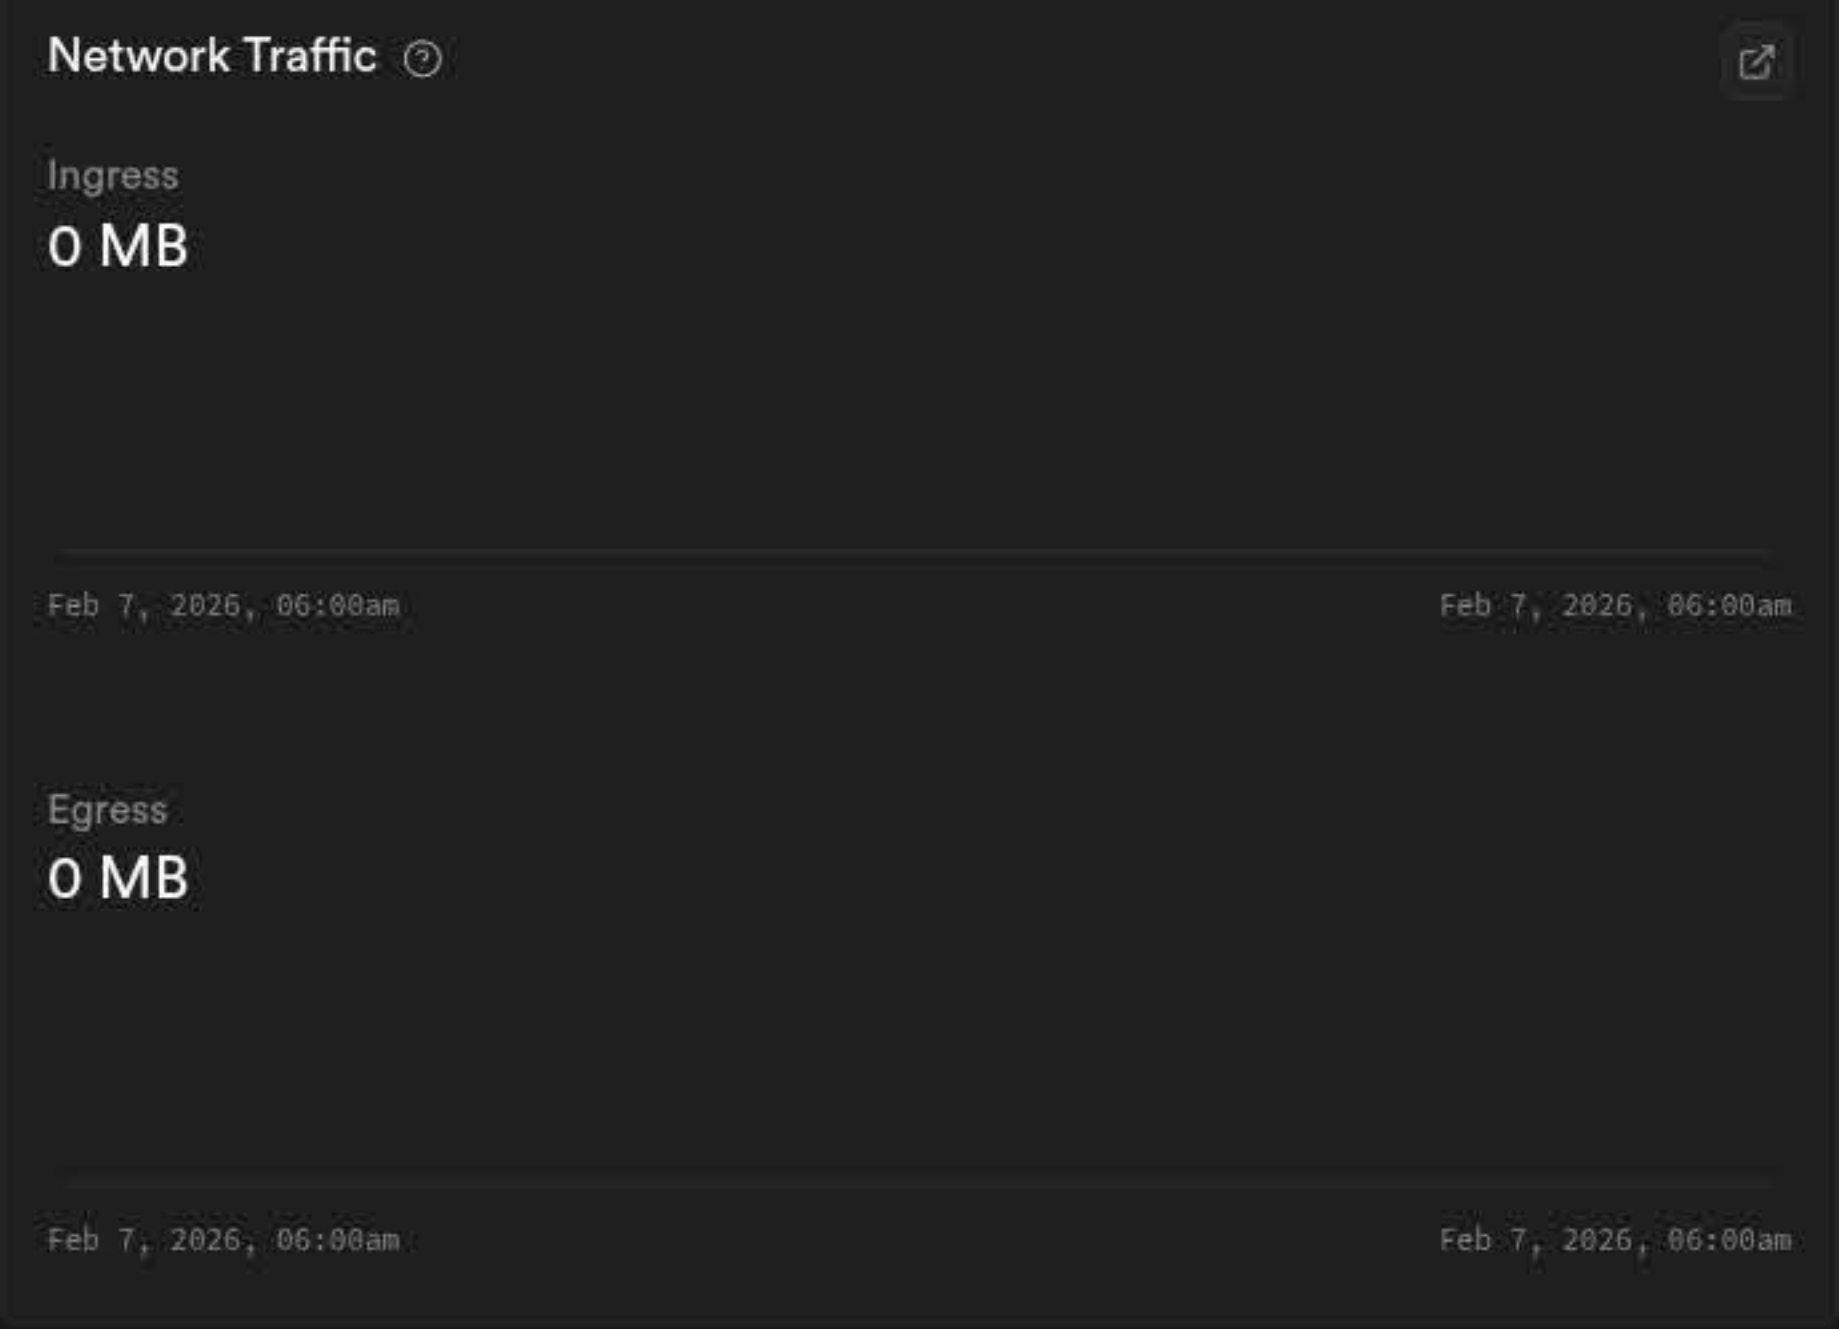 Network Traffic
Ingress
0 MB
Feb 7, 2026, 06:00am Feb 7, 2026, 06:00am
Egress
0 MB
Feb 7, 2026, 06:00am Feb 7, 2026, 06:00am